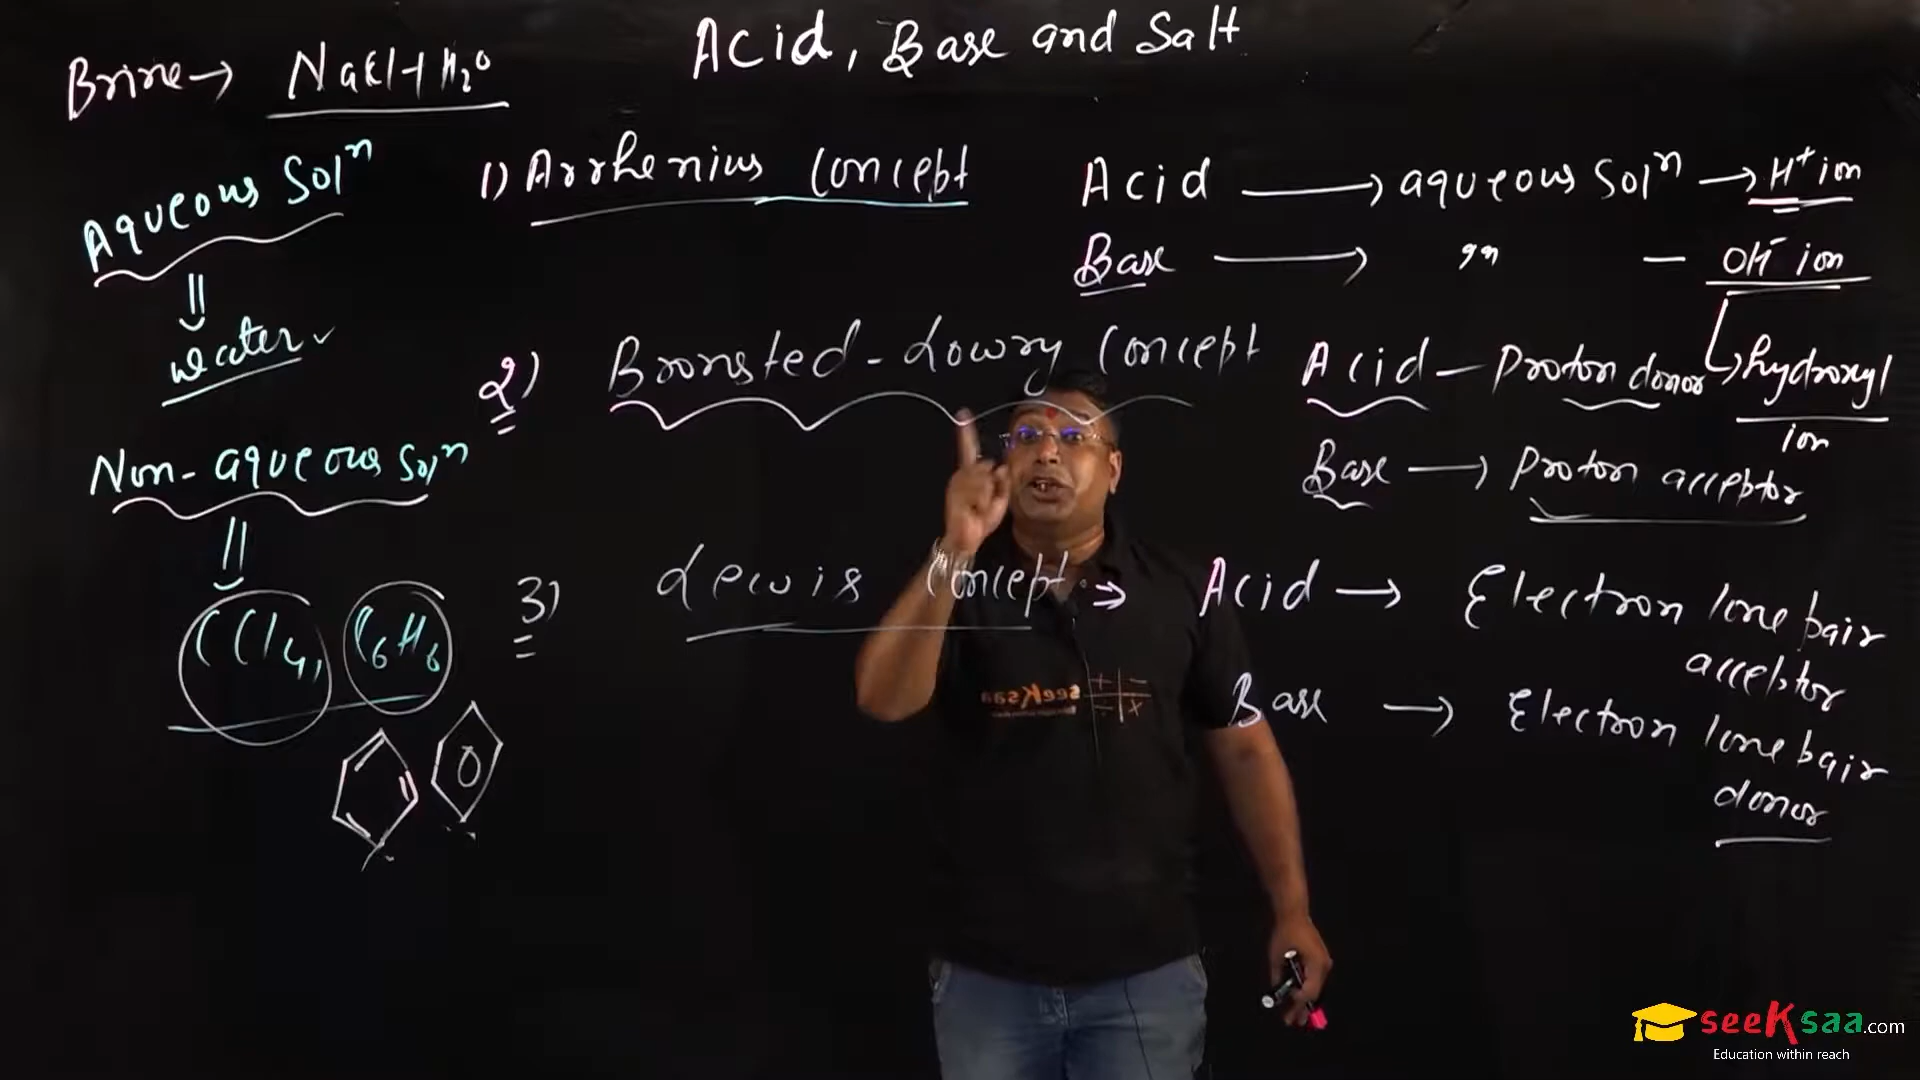 Acid, Base and Salt
Brine → NaCl + H₂O
Aqueous Solⁿ
water ✓
Non-aqueous Solⁿ
CCl₄, C₆H₆
1) Arrhenius Concept
Acid → aqueous Solⁿ → H⁺ ion
Base → " — OH⁻ ion
hydroxyl
ion
2) Bronsted-Lowry Concept
Acid - Proton donor
Base → Proton acceptor
3) Lewis Concept ⇒ Acid → Electron lone pair
acceptor
Base → Electron lone pair
donor
seeKsaa
+ −
÷ x
seeKsaa.com
Education within reach